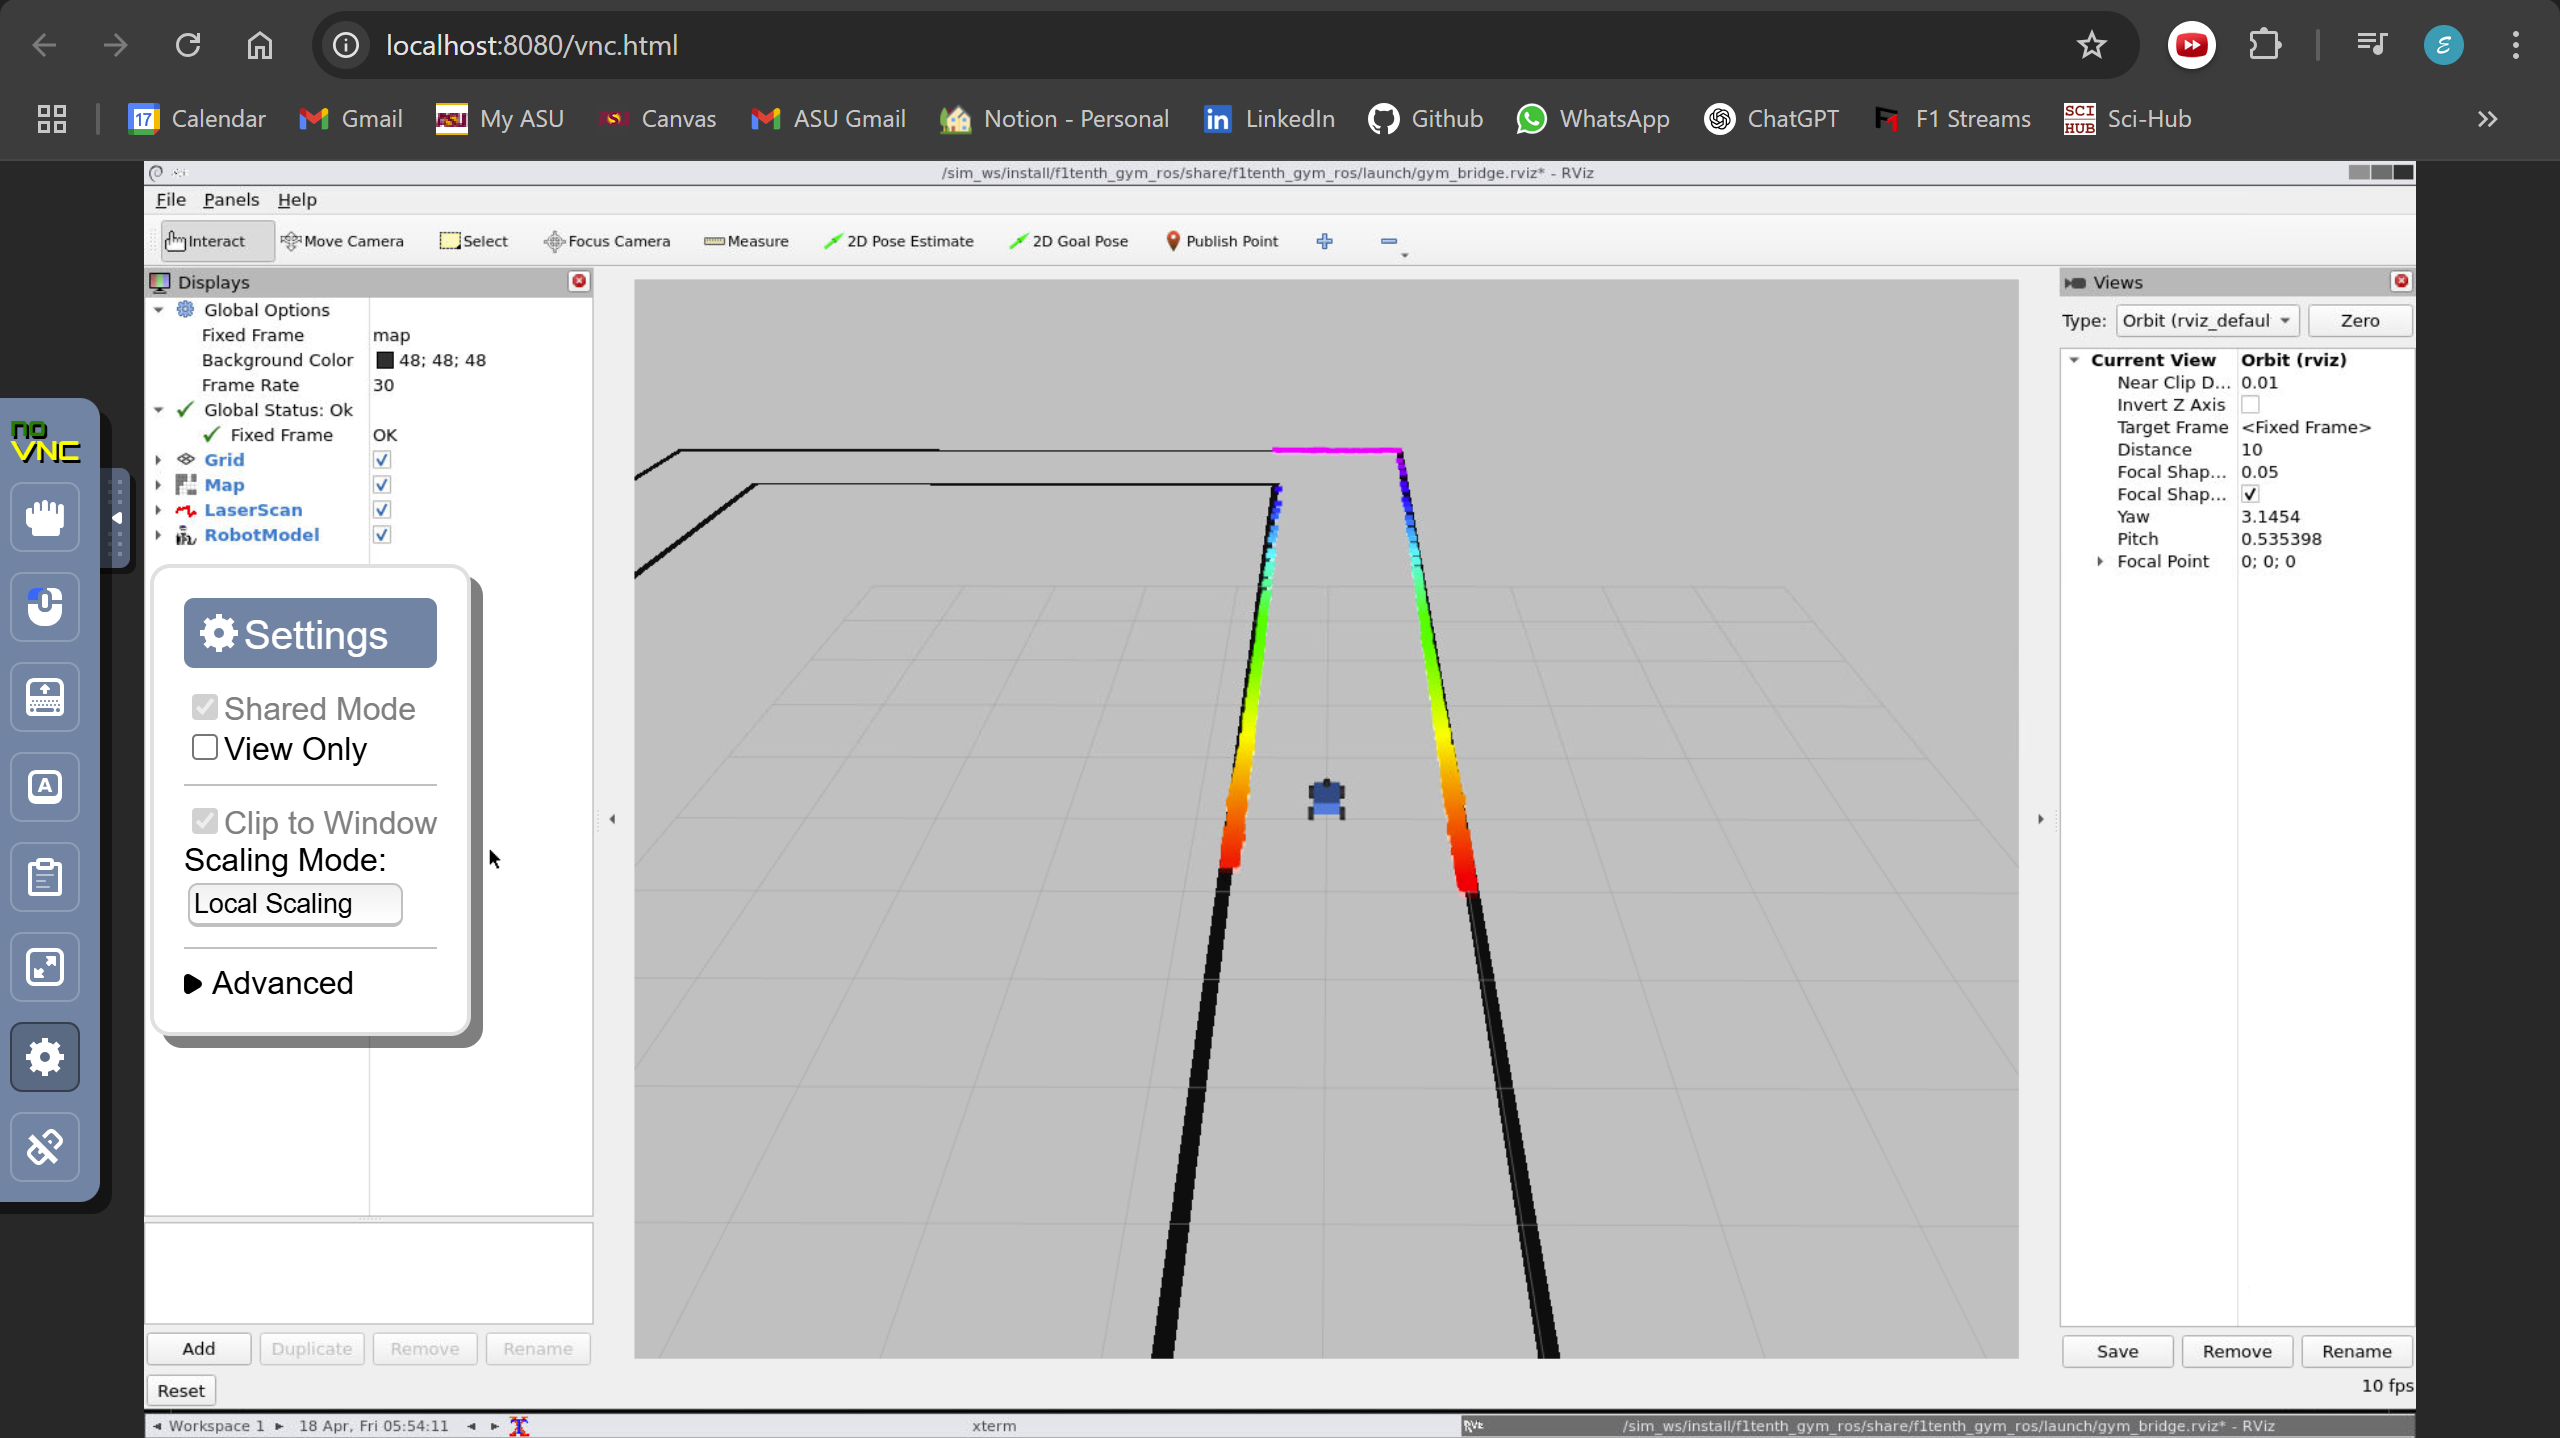 localhost:8080/vnc.html
17 Calendar Gmail ASU My ASU Canvas ASU Gmail Notion - Personal LinkedIn Github WhatsApp ChatGPT F1 Streams SCI HUB Sci-Hub
/sim_ws/install/f1tenth_gym_ros/share/f1tenth_gym_ros/launch/gym_bridge.rviz* - RViz
File Panels Help
Interact Move Camera Select Focus Camera Measure 2D Pose Estimate 2D Goal Pose Publish Point
Displays
Global Options
Fixed Frame map
Background Color 48; 48; 48
Frame Rate 30
Global Status: Ok
Fixed Frame OK
Grid
Map
LaserScan
RobotModel
no
VNC
A
Settings
Shared Mode
View Only
Clip to Window
Scaling Mode:
Local Scaling
Advanced
Add Duplicate Remove Rename
Reset
Views
Type: Orbit (rviz_defaul Zero
Current View Orbit (rviz)
Near Clip D... 0.01
Invert Z Axis
Target Frame <Fixed Frame>
Distance 10
Focal Shap... 0.05
Focal Shap...
Yaw 3.1454
Pitch 0.535398
Focal Point 0; 0; 0
Save Remove Rename
10 fps
Workspace 1 18 Apr, Fri 05:54:11 xterm /sim_ws/install/f1tenth_gym_ros/share/f1tenth_gym_ros/launch/gym_bridge.rviz* - RViz